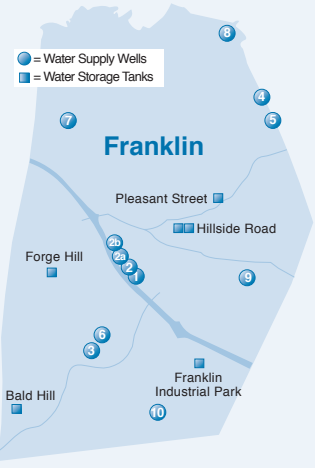 8
= Water Supply Wells
= Water Storage Tanks
4
7
5
Franklin
Pleasant Street
Hillside Road
2b
2a
Forge Hill
2
1
9
6
3
Franklin
Industrial Park
Bald Hill
10